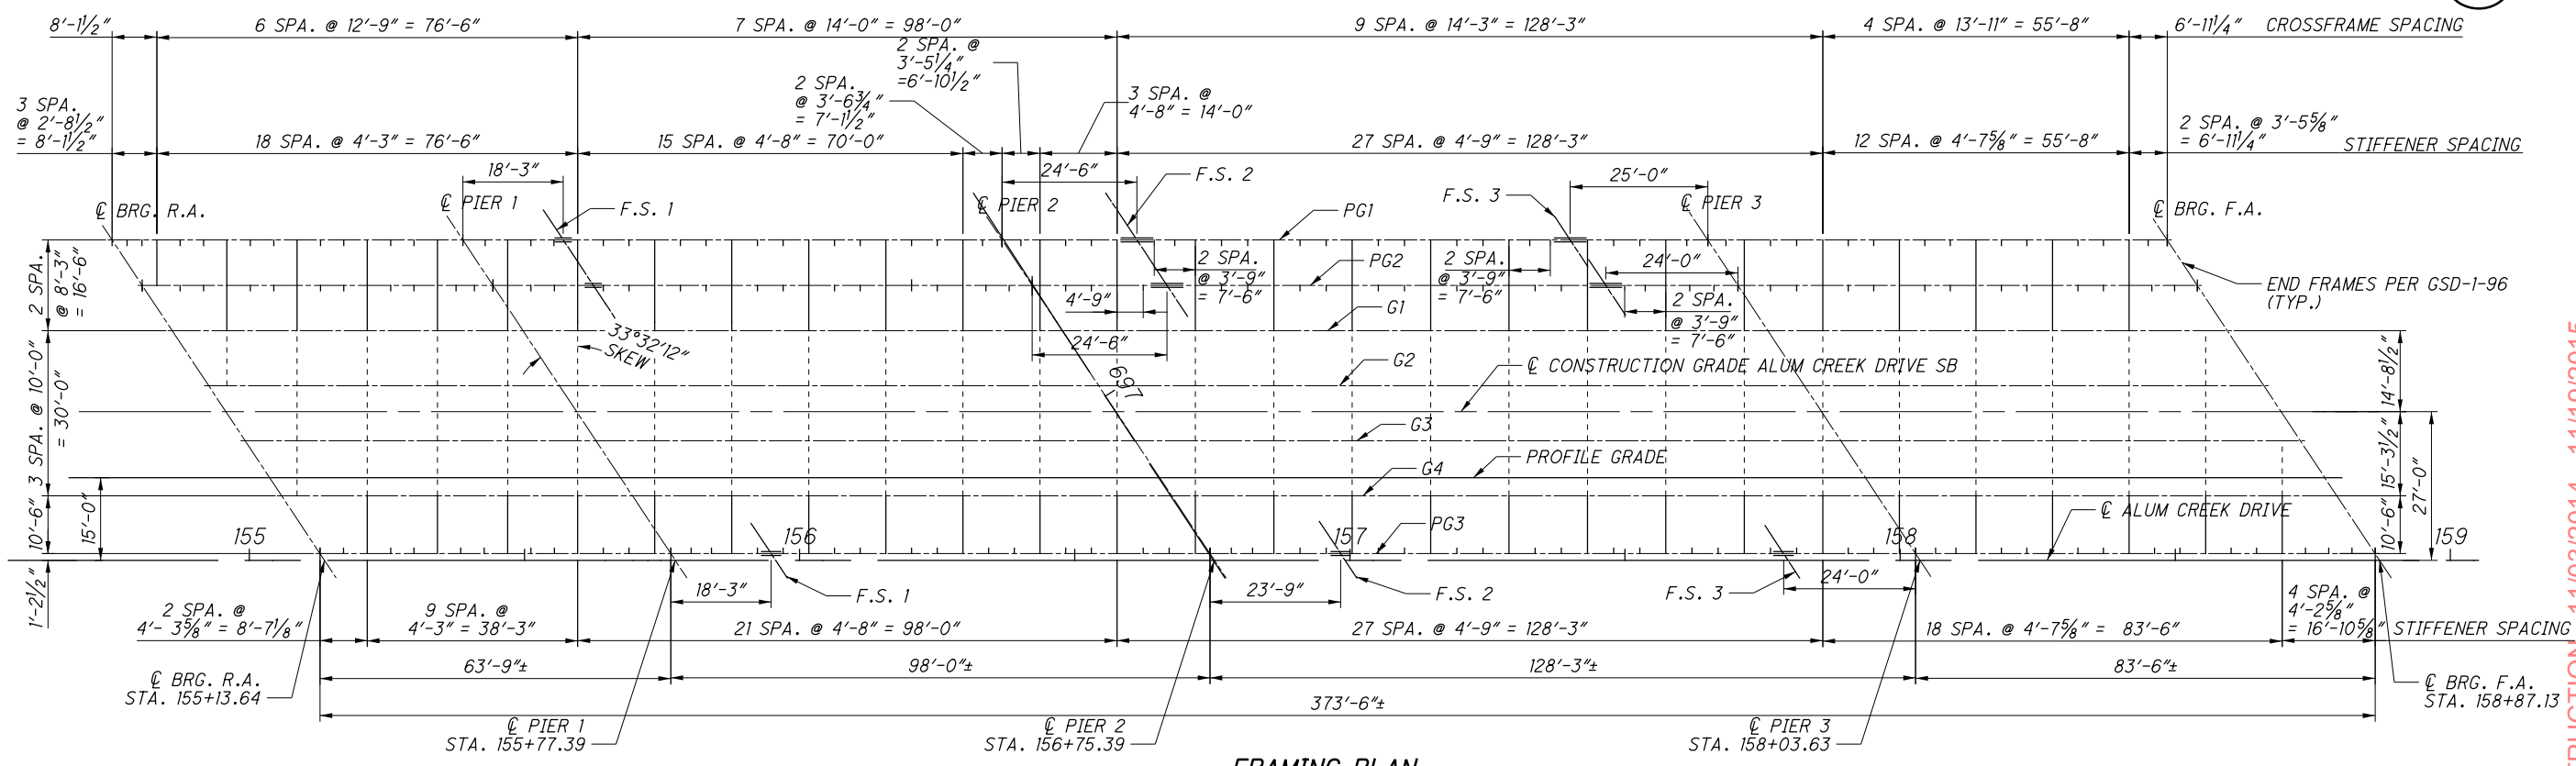 8'-1½"
6 SPA. @ 12'-9" = 76'-6"
7 SPA. @ 14'-0" = 98'-0"
9 SPA. @ 14'-3" = 128'-3"
4 SPA. @ 13'-11" = 55'-8"
6'-11¼"
CROSSFRAME SPACING
3 SPA.
@ 2'-8½"
= 8'-1½"
18 SPA. @ 4'-3" = 76'-6"
15 SPA. @ 4'-8" = 70'-0"
2 SPA.
@ 3'-6¾"
= 7'-1½"
2 SPA. @
3'-5¼"
=6'-10½"
3 SPA. @
4'-8" = 14'-0"
27 SPA. @ 4'-9" = 128'-3"
12 SPA. @ 4'-7⅝" = 55'-8"
2 SPA. @ 3'-5⅝"
= 6'-11¼"
STIFFENER SPACING
18'-3"
24'-6"
25'-0"
℄ BRG. R.A.
℄ PIER 1
F.S. 1
℄ PIER 2
F.S. 2
PG1
F.S. 3
℄ PIER 3
℄ BRG. F.A.
2 SPA.
@ 8'-3"
= 16'-6"
PG2
2 SPA.
@ 3'-9"
= 7'-6"
2 SPA.
@ 3'-9"
= 7'-6"
24'-0"
2 SPA.
@ 3'-9"
= 7'-6"
END FRAMES PER GSD-1-96
(TYP.)
4'-9"
24'-6"
G1
33°32'12"
SKEW
3 SPA. @ 10'-0"
= 30'-0"
G2
697
℄ CONSTRUCTION GRADE ALUM CREEK DRIVE SB
14'-8½"
G3
PROFILE GRADE
G4
15'-3½"
27'-0"
10'-6"
15'-0"
PG3
℄ ALUM CREEK DRIVE
10'-6"
155
156
157
158
159
1'-2½"
18'-3"
F.S. 1
23'-9"
F.S. 2
F.S. 3
24'-0"
2 SPA. @
4'- 3⅝" = 8'-7⅛"
9 SPA. @
4'-3" = 38'-3"
21 SPA. @ 4'-8" = 98'-0"
27 SPA. @ 4'-9" = 128'-3"
18 SPA. @ 4'-7⅝" = 83'-6"
4 SPA. @
4'-2⅝"
= 16'-10⅝"
STIFFENER SPACING
63'-9"±
98'-0"±
128'-3"±
83'-6"±
373'-6"±
℄ BRG. R.A.
STA. 155+13.64
℄ PIER 1
STA. 155+77.39
℄ PIER 2
STA. 156+75.39
℄ PIER 3
STA. 158+03.63
℄ BRG. F.A.
STA. 158+87.13
FRAMING PLAN